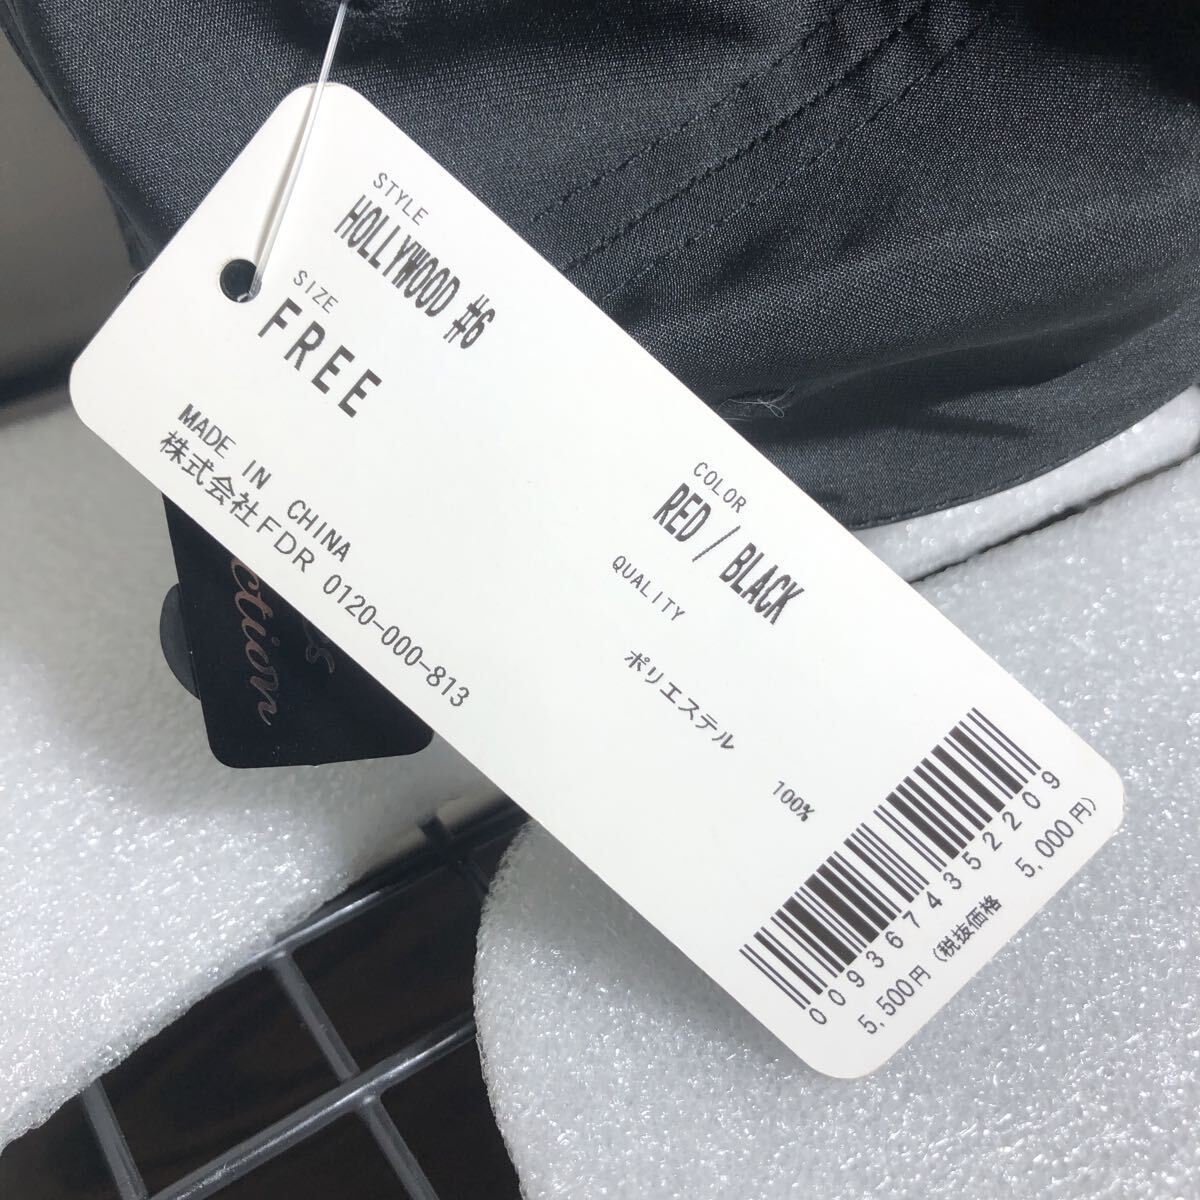 STYLE
HOLLYWOOD #6
SIZE
FREE
MADE IN CHINA
株式会社FDR 0120-000-813
COLOR
RED / BLACK
QUALITY
ポリエステル 100%
0093674352209
5,500円（税抜価格 5,000円）